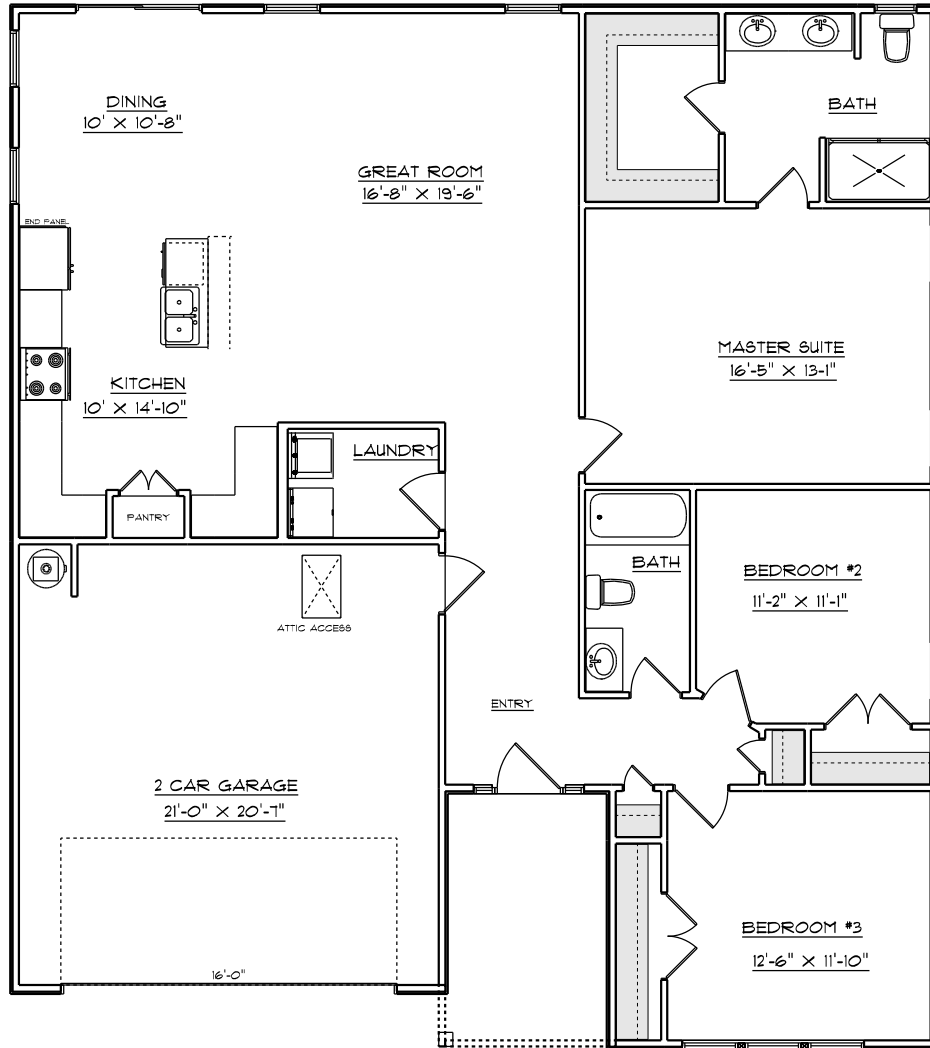 DINING
10' X 10'-8"
BATH
GREAT ROOM
16'-8" X 19'-6"
END PANEL
MASTER SUITE
16'-5" X 13'-1"
KITCHEN
10' X 14'-10"
LAUNDRY
PANTRY
BATH
BEDROOM #2
11'-2" X 11'-1"
ATTIC ACCESS
ENTRY
2 CAR GARAGE
21'-0" X 20'-7"
BEDROOM #3
12'-6" X 11'-10"
16'-0"